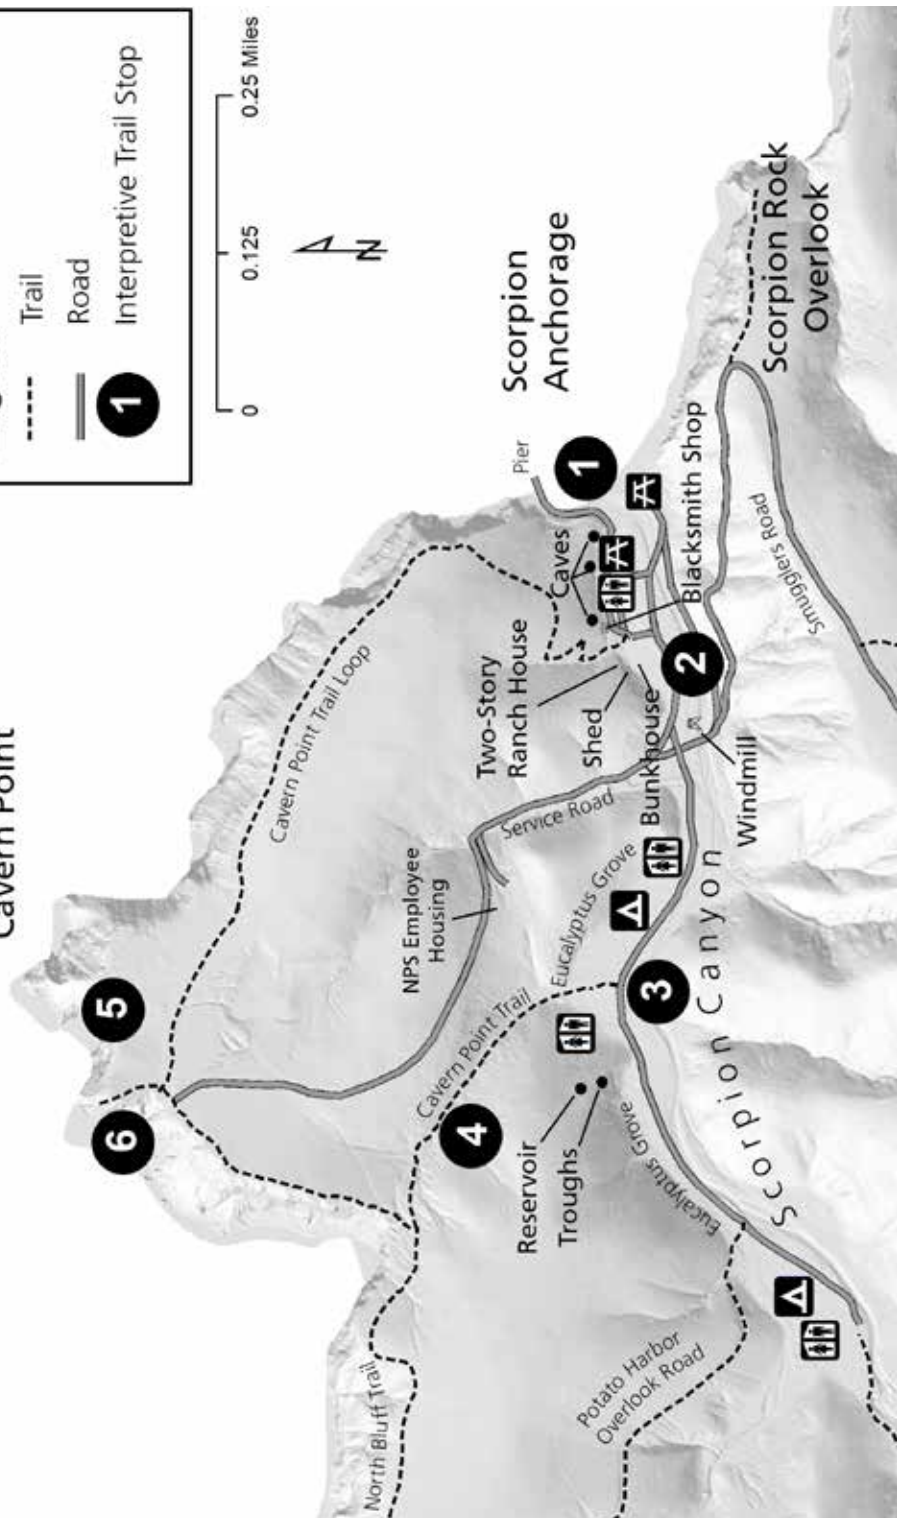 Cavern Point
Trail
Road
1 Interpretive Trail Stop
0 0.125 0.25 Miles
N
5
6
Cavern Point Trail Loop
North Bluff Trail
4
Cavern Point Trail
NPS Employee
Housing
Service Road
Two-Story
Ranch House
Shed
Bunkhouse
Caves
Pier
Scorpion
Anchorage
1
Blacksmith Shop
2
Windmill
Reservoir
Troughs
Eucalyptus Grove
Eucalyptus Grove
3
Scorpion Canyon
Potato Harbor
Overlook Road
Smugglers Road
Scorpion Rock
Overlook